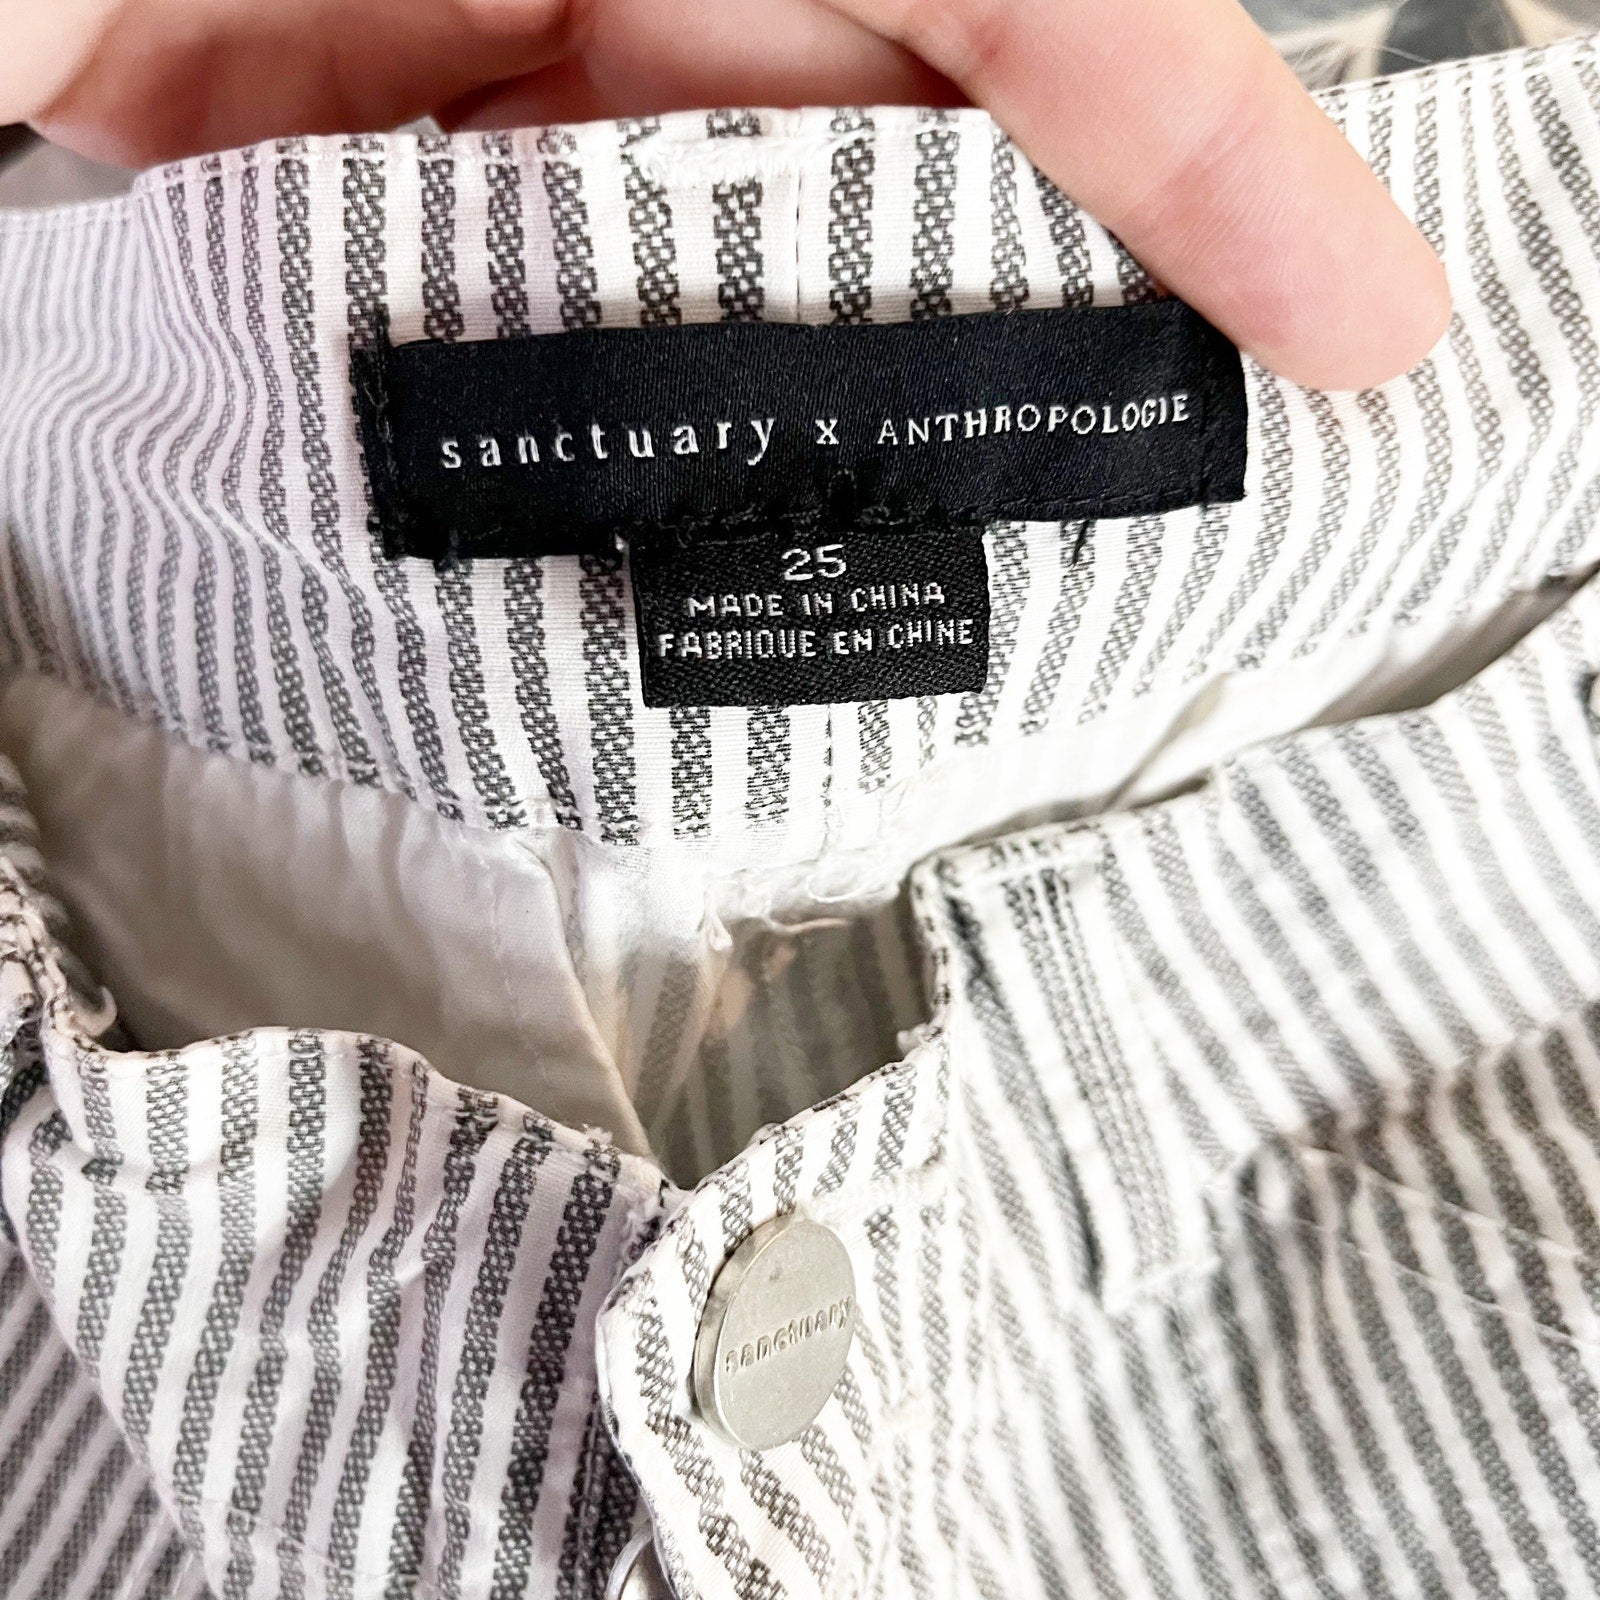 sanctuary x ANTHROPOLOGIE
25
MADE IN CHINA
FABRIQUE EN CHINE
sanctuary